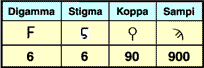 Digamma Stigma Koppa Sampi
Ϝ ϛ ϙ ϡ
6 6 90 900